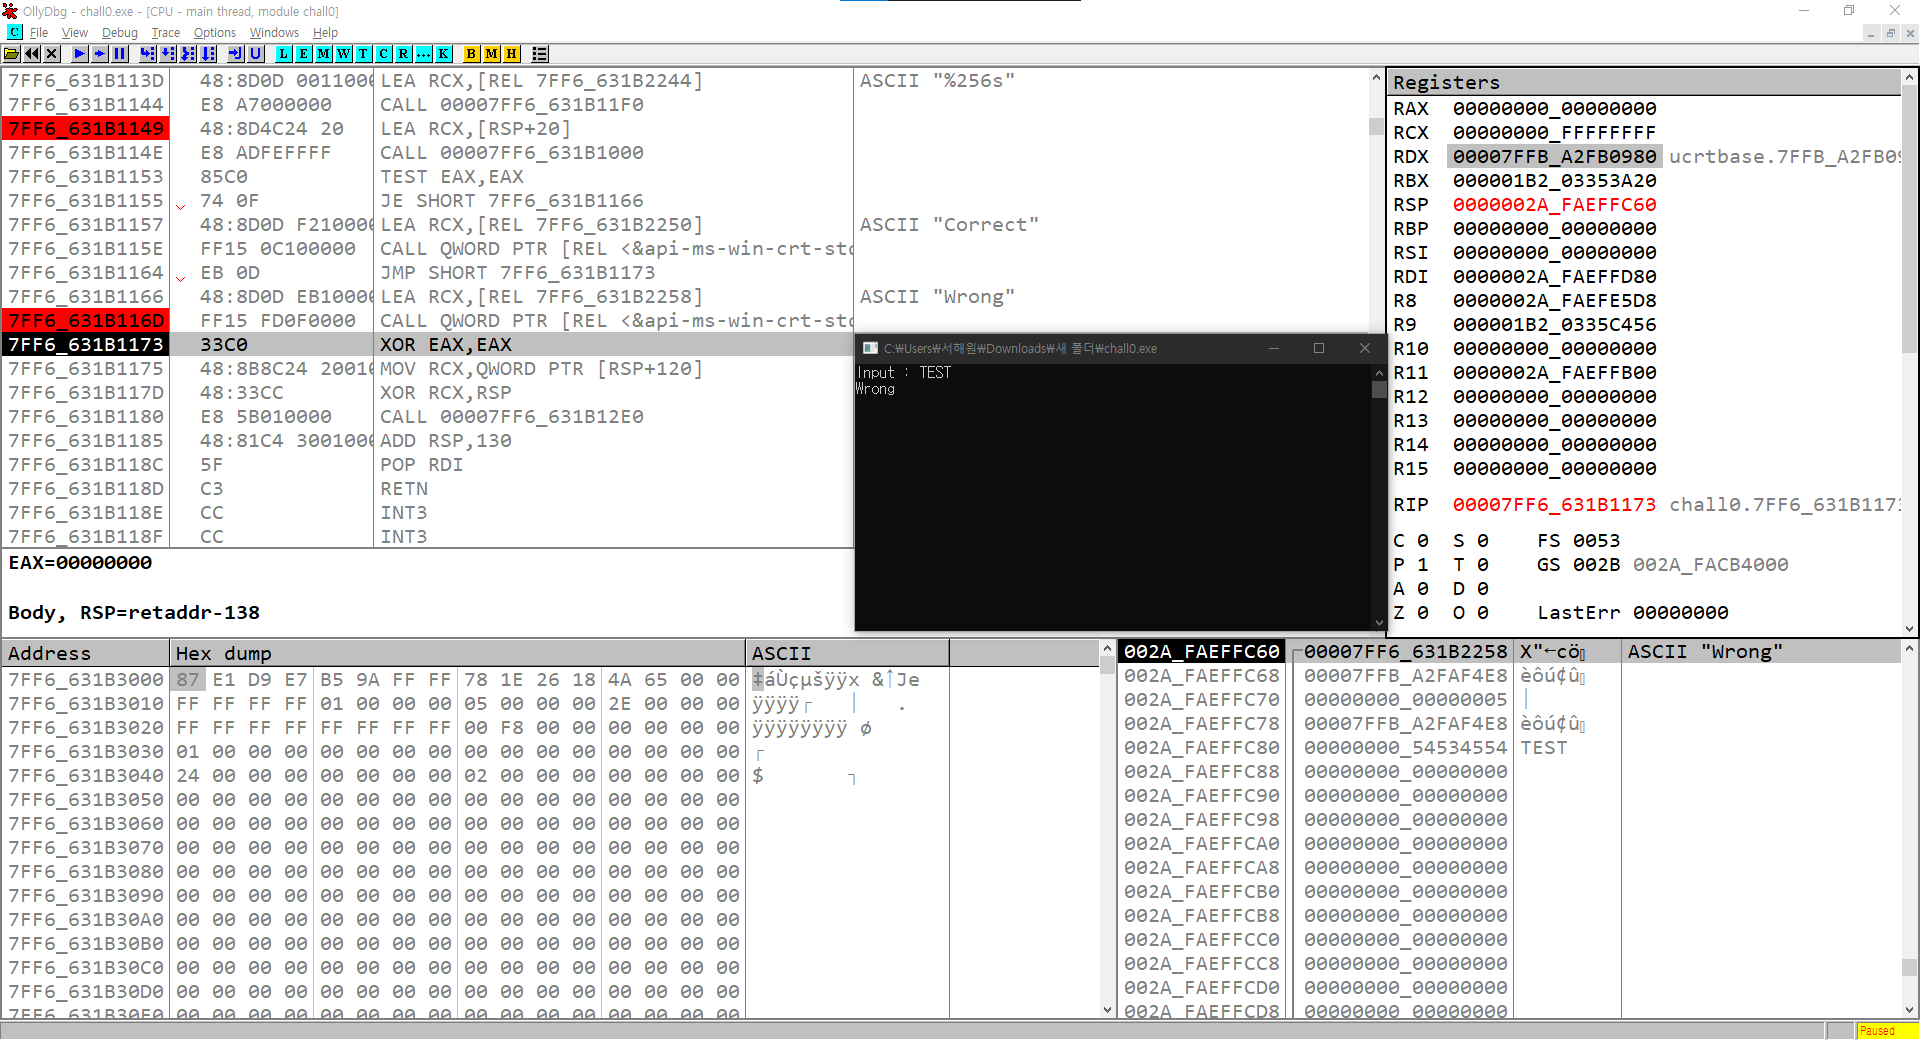 OllyDbg - chall0.exe - [CPU - main thread, module chall0]
File View Debug Trace Options Windows Help
L E M W T C R ... K B M H
7FF6_631B113D 48:8D0D 0011000 LEA RCX,[REL 7FF6_631B2244] ASCII "%256s"
7FF6_631B1144 E8 A7000000 CALL 00007FF6_631B11F0
7FF6_631B1149 48:8D4C24 20 LEA RCX,[RSP+20]
7FF6_631B114E E8 ADFEFFFF CALL 00007FF6_631B1000
7FF6_631B1153 85C0 TEST EAX,EAX
7FF6_631B1155 74 0F JE SHORT 7FF6_631B1166
7FF6_631B1157 48:8D0D F210000 LEA RCX,[REL 7FF6_631B2250] ASCII "Correct"
7FF6_631B115E FF15 0C100000 CALL QWORD PTR [REL <&api-ms-win-crt-stc
7FF6_631B1164 EB 0D JMP SHORT 7FF6_631B1173
7FF6_631B1166 48:8D0D EB10000 LEA RCX,[REL 7FF6_631B2258] ASCII "Wrong"
7FF6_631B116D FF15 FD0F0000 CALL QWORD PTR [REL <&api-ms-win-crt-stc
7FF6_631B1173 33C0 XOR EAX,EAX
7FF6_631B1175 48:8B8C24 20010 MOV RCX,QWORD PTR [RSP+120]
7FF6_631B117D 48:33CC XOR RCX,RSP
7FF6_631B1180 E8 5B010000 CALL 00007FF6_631B12E0
7FF6_631B1185 48:81C4 3001000 ADD RSP,130
7FF6_631B118C 5F POP RDI
7FF6_631B118D C3 RETN
7FF6_631B118E CC INT3
7FF6_631B118F CC INT3
EAX=00000000
Body, RSP=retaddr-138
C:₩Users₩서해원₩Downloads₩새 폴더₩chall0.exe
Input : TEST
Wrong
Registers
RAX 00000000_00000000
RCX 00000000_FFFFFFFF
RDX 00007FFB_A2FB0980 ucrtbase.7FFB_A2FB09
RBX 000001B2_03353A20
RSP 0000002A_FAEFFC60
RBP 00000000_00000000
RSI 00000000_00000000
RDI 0000002A_FAEFFD80
R8 0000002A_FAEFE5D8
R9 000001B2_0335C456
R10 00000000_00000000
R11 0000002A_FAEFFB00
R12 00000000_00000000
R13 00000000_00000000
R14 00000000_00000000
R15 00000000_00000000
RIP 00007FF6_631B1173 chall0.7FF6_631B1173
C 0 S 0 FS 0053
P 1 T 0 GS 002B 002A_FACB4000
A 0 D 0
Z 0 O 0 LastErr 00000000
Address Hex dump ASCII
7FF6_631B3000 87 E1 D9 E7 B5 9A FF FF 78 1E 26 18 4A 65 00 00 ‡áÙçµšÿÿx &↑Je
7FF6_631B3010 FF FF FF FF 01 00 00 00 05 00 00 00 2E 00 00 00 ÿÿÿÿ┌ │ .
7FF6_631B3020 FF FF FF FF FF FF FF FF 00 F8 00 00 00 00 00 00 ÿÿÿÿÿÿÿÿ ø
7FF6_631B3030 01 00 00 00 00 00 00 00 00 00 00 00 00 00 00 00 ┌
7FF6_631B3040 24 00 00 00 00 00 00 00 02 00 00 00 00 00 00 00 $ ┐
7FF6_631B3050 00 00 00 00 00 00 00 00 00 00 00 00 00 00 00 00
7FF6_631B3060 00 00 00 00 00 00 00 00 00 00 00 00 00 00 00 00
7FF6_631B3070 00 00 00 00 00 00 00 00 00 00 00 00 00 00 00 00
7FF6_631B3080 00 00 00 00 00 00 00 00 00 00 00 00 00 00 00 00
7FF6_631B3090 00 00 00 00 00 00 00 00 00 00 00 00 00 00 00 00
7FF6_631B30A0 00 00 00 00 00 00 00 00 00 00 00 00 00 00 00 00
7FF6_631B30B0 00 00 00 00 00 00 00 00 00 00 00 00 00 00 00 00
7FF6_631B30C0 00 00 00 00 00 00 00 00 00 00 00 00 00 00 00 00
7FF6_631B30D0 00 00 00 00 00 00 00 00 00 00 00 00 00 00 00 00
7FF6_631B30E0 00 00 00 00 00 00 00 00 00 00 00 00 00 00 00 00
002A_FAEFFC60 00007FF6_631B2258 X"←cö ASCII "Wrong"
002A_FAEFFC68 00007FFB_A2FAF4E8 èôú¢û
002A_FAEFFC70 00000000_00000005 │
002A_FAEFFC78 00007FFB_A2FAF4E8 èôú¢û
002A_FAEFFC80 00000000_54534554 TEST
002A_FAEFFC88 00000000_00000000
002A_FAEFFC90 00000000_00000000
002A_FAEFFC98 00000000_00000000
002A_FAEFFCA0 00000000_00000000
002A_FAEFFCA8 00000000_00000000
002A_FAEFFCB0 00000000_00000000
002A_FAEFFCB8 00000000_00000000
002A_FAEFFCC0 00000000_00000000
002A_FAEFFCC8 00000000_00000000
002A_FAEFFCD0 00000000_00000000
002A_FAEFFCD8 00000000_00000000
Paused